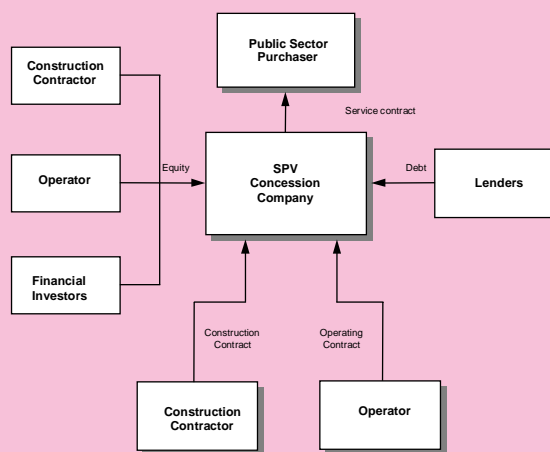 Public Sector
Purchaser
Construction
Contractor
Service contract
Operator
Equity
SPV
Concession
Company
Debt
Lenders
Financial
Investors
Construction
Contract
Operating
Contract
Construction
Contractor
Operator